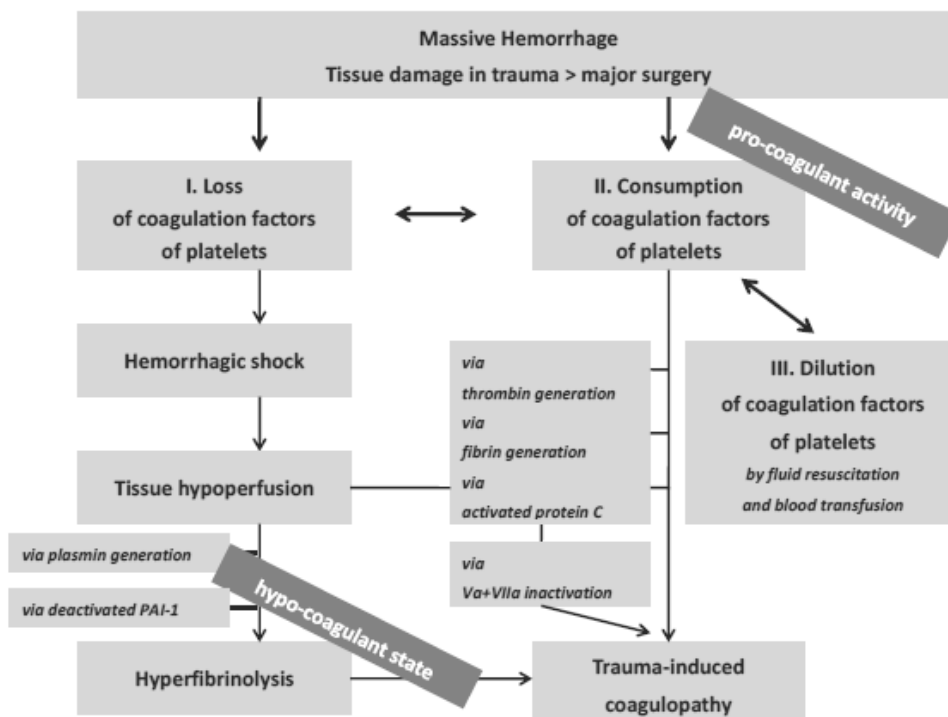 Massive Hemorrhage
Tissue damage in trauma > major surgery
pro-coagulant activity
I. Loss
of coagulation factors
of platelets
II. Consumption
of coagulation factors
of platelets
Hemorrhagic shock
via
thrombin generation
via
fibrin generation
via
activated protein C
III. Dilution
of coagulation factors
of platelets
by fluid resuscitation
and blood transfusion
Tissue hypoperfusion
via plasmin generation
via deactivated PAI-1
hypo-coagulant state
via
Va+VIIa inactivation
Hyperfibrinolysis
Trauma-induced
coagulopathy